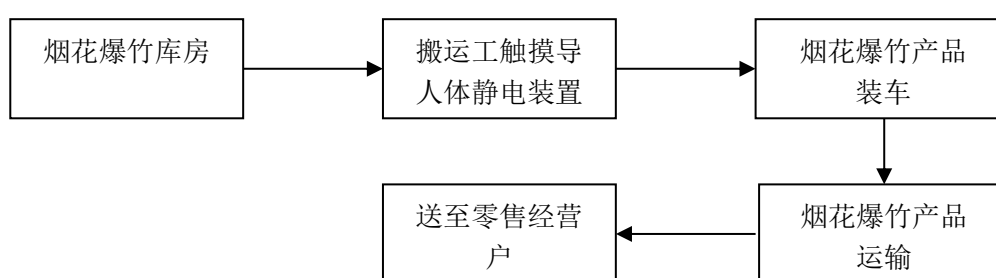 烟花爆竹库房
搬运工触摸导
人体静电装置
烟花爆竹产品
装车
烟花爆竹产品
运输
送至零售经营
户